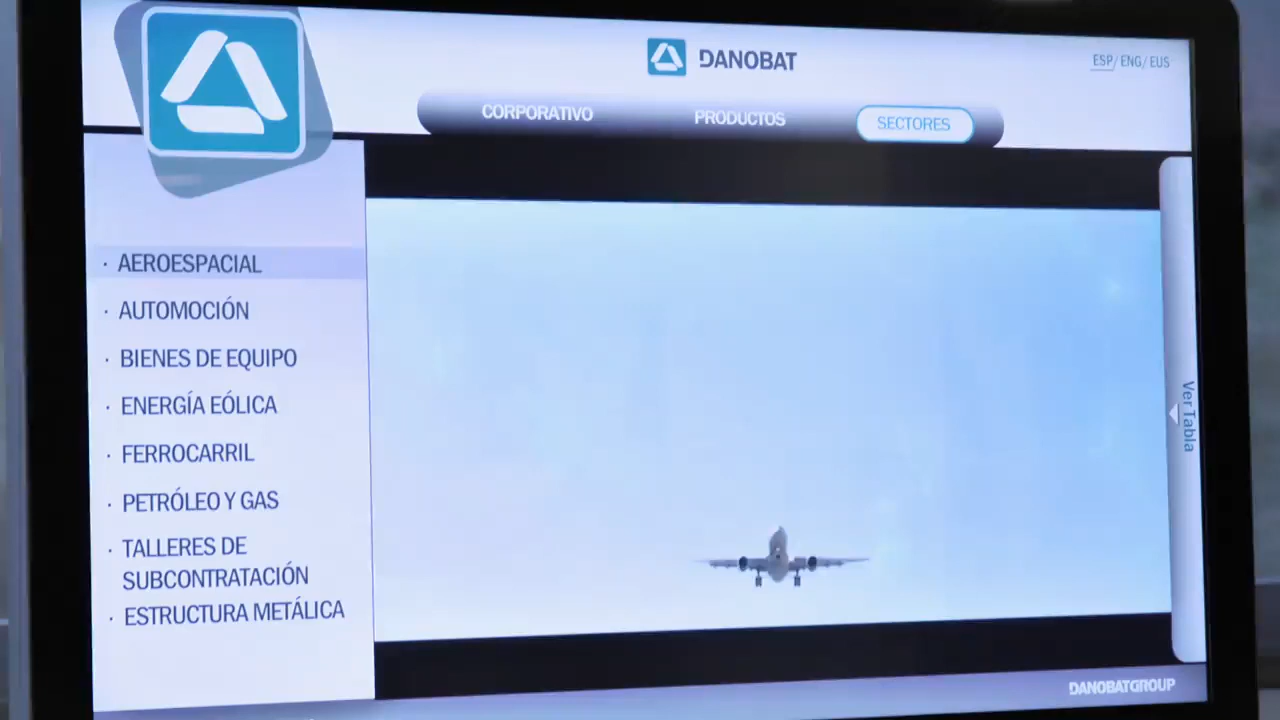 DANOBAT
ESP/ ENG/ EUS
CORPORATIVO
PRODUCTOS
SECTORES
· AEROESPACIAL
· AUTOMOCIÓN
· BIENES DE EQUIPO
· ENERGÍA EÓLICA
· FERROCARRIL
· PETRÓLEO Y GAS
· TALLERES DE
SUBCONTRATACIÓN
· ESTRUCTURA METÁLICA
Ver Tabla
DANOBATGROUP